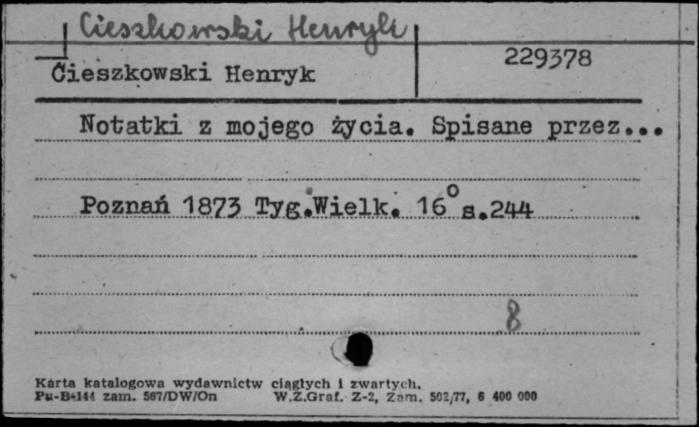 Cieszkowski Henryk
Cieszkowski Henryk
229378
Notatki z mojego życia. Spisane przez...
Poznań 1873 Tyg.Wielk. 16° s.244
8
Karta katalogowa wydawnictw ciągłych i zwartych.
Pu-B-144 zam. 567/DW/On W.Z.Graf. Z-2, Zam. 502/77, 6 400 000